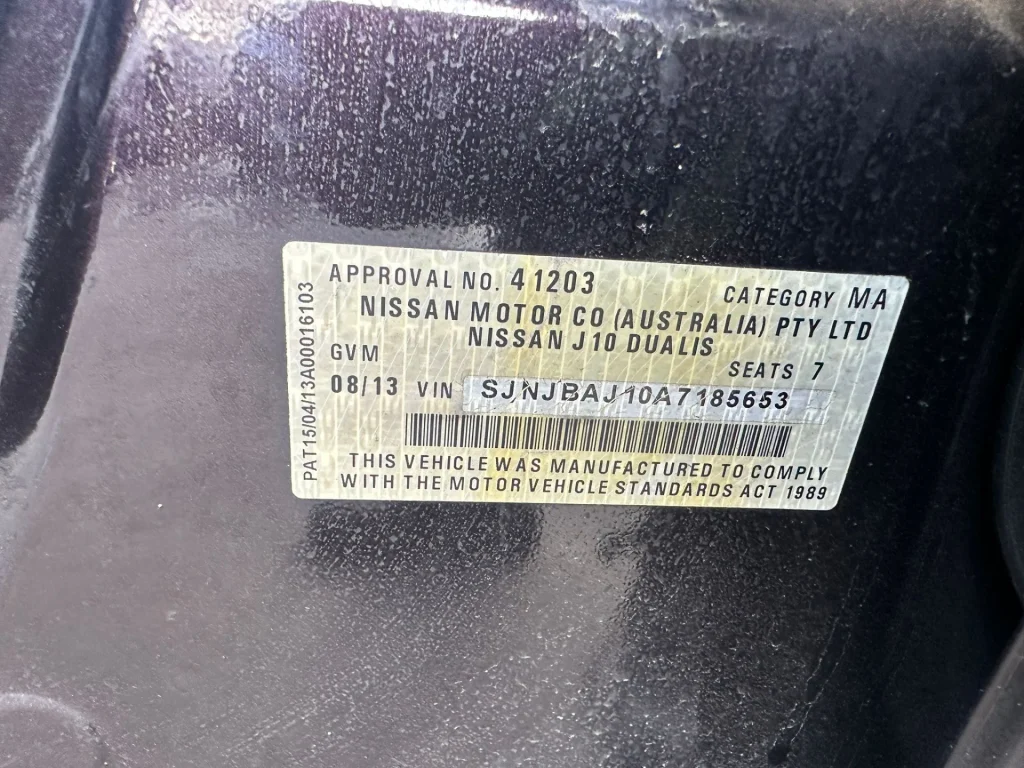 PAT15/04/13A00016103
APPROVAL NO. 41203 CATEGORY MA
NISSAN MOTOR CO (AUSTRALIA) PTY LTD
NISSAN J10 DUALIS
GVM SEATS 7
08/13 VIN SJNJBAJ10A7185653
THIS VEHICLE WAS MANUFACTURED TO COMPLY
WITH THE MOTOR VEHICLE STANDARDS ACT 1989